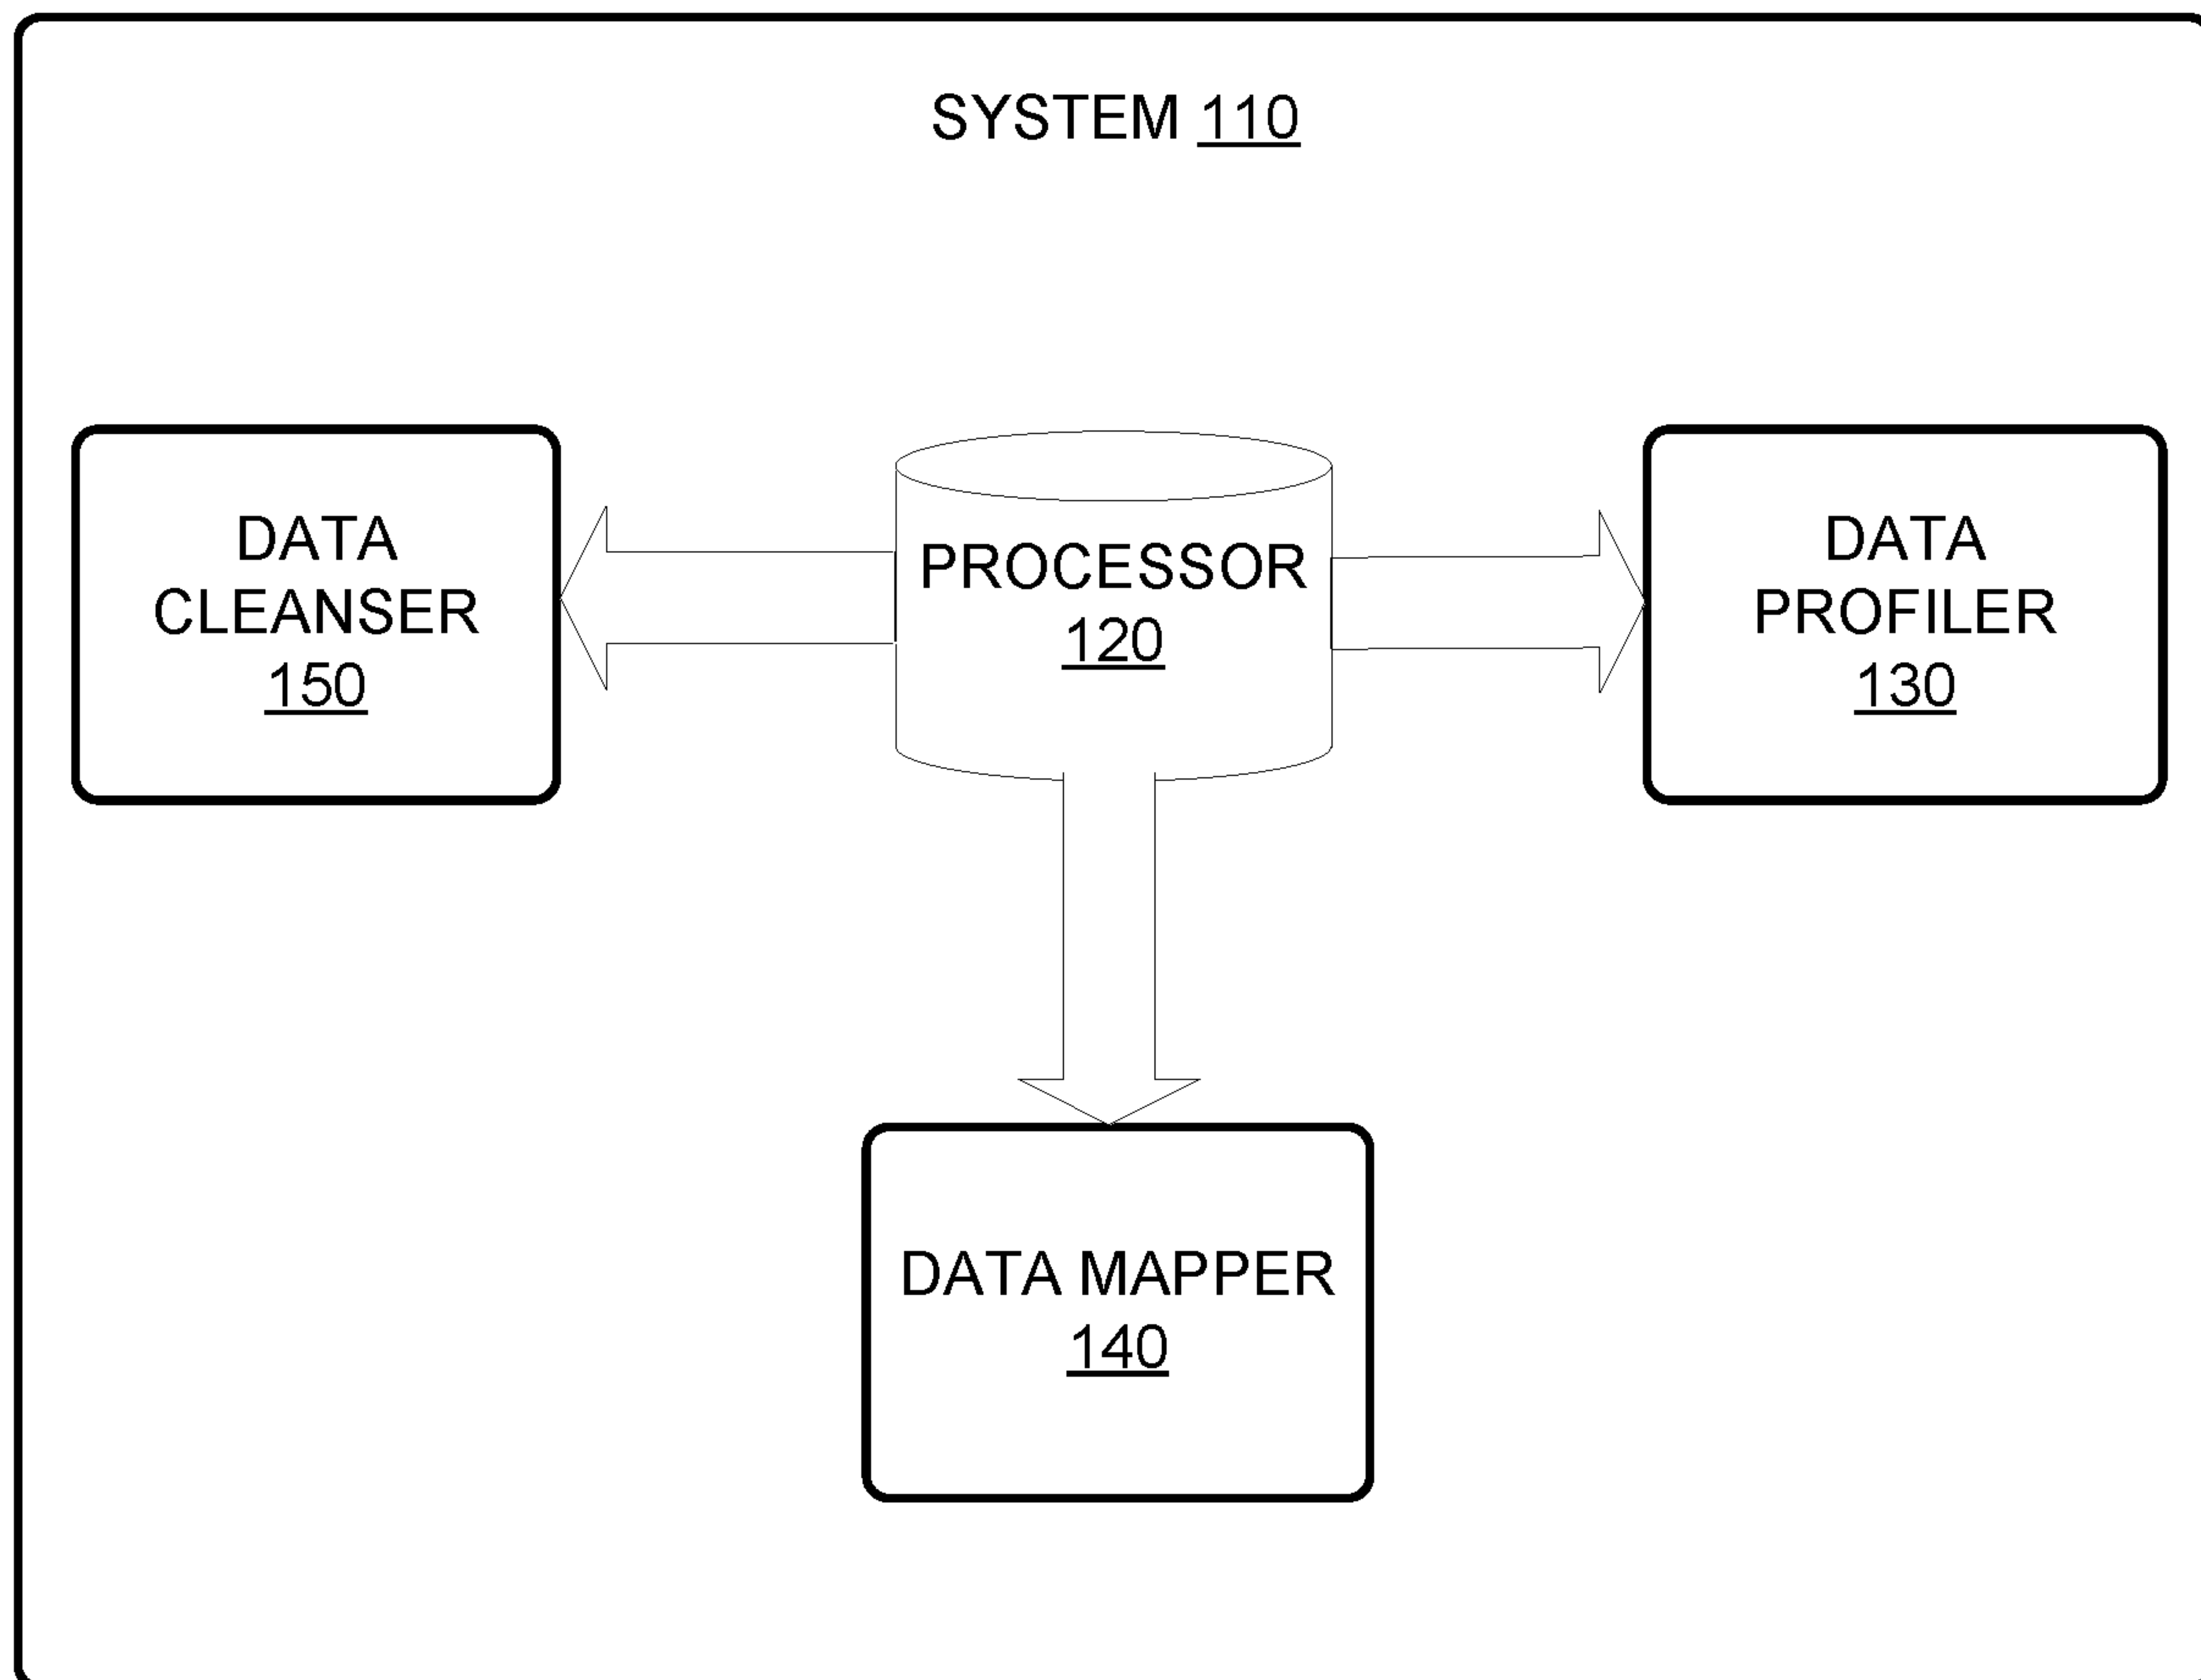 SYSTEM 110
DATA
CLEANSER
150
PROCESSOR
120
DATA
PROFILER
130
DATA MAPPER
140